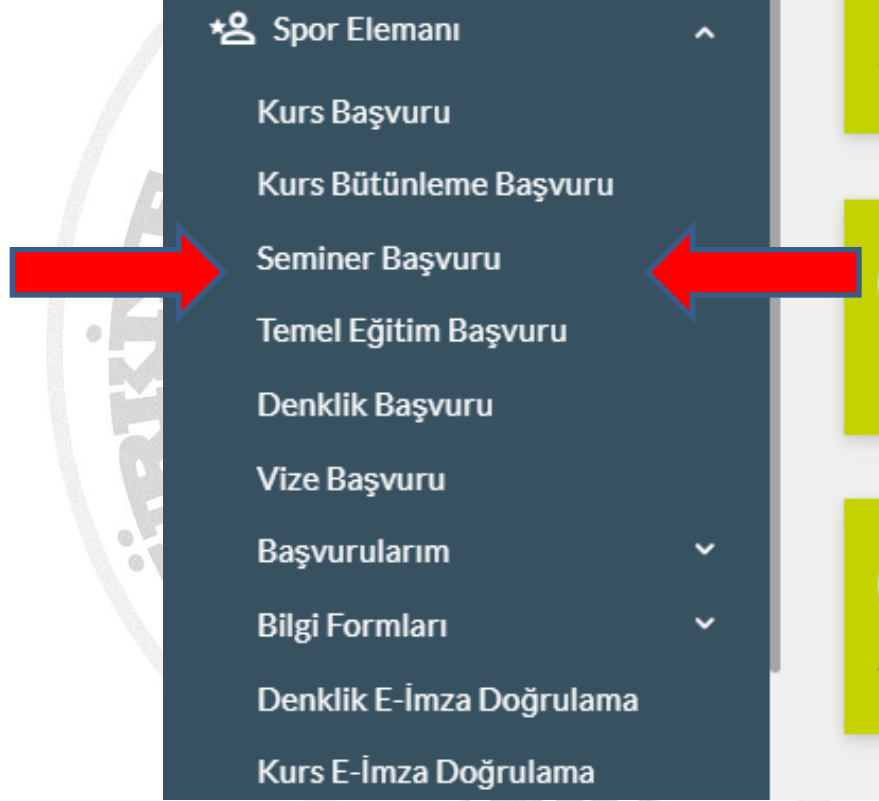 Spor Elemanı
Kurs Başvuru
Kurs Bütünleme Başvuru
Seminer Başvuru
Temel Eğitim Başvuru
Denklik Başvuru
Vize Başvuru
Başvurularım
Bilgi Formları
Denklik E-İmza Doğrulama
Kurs E-İmza Doğrulama